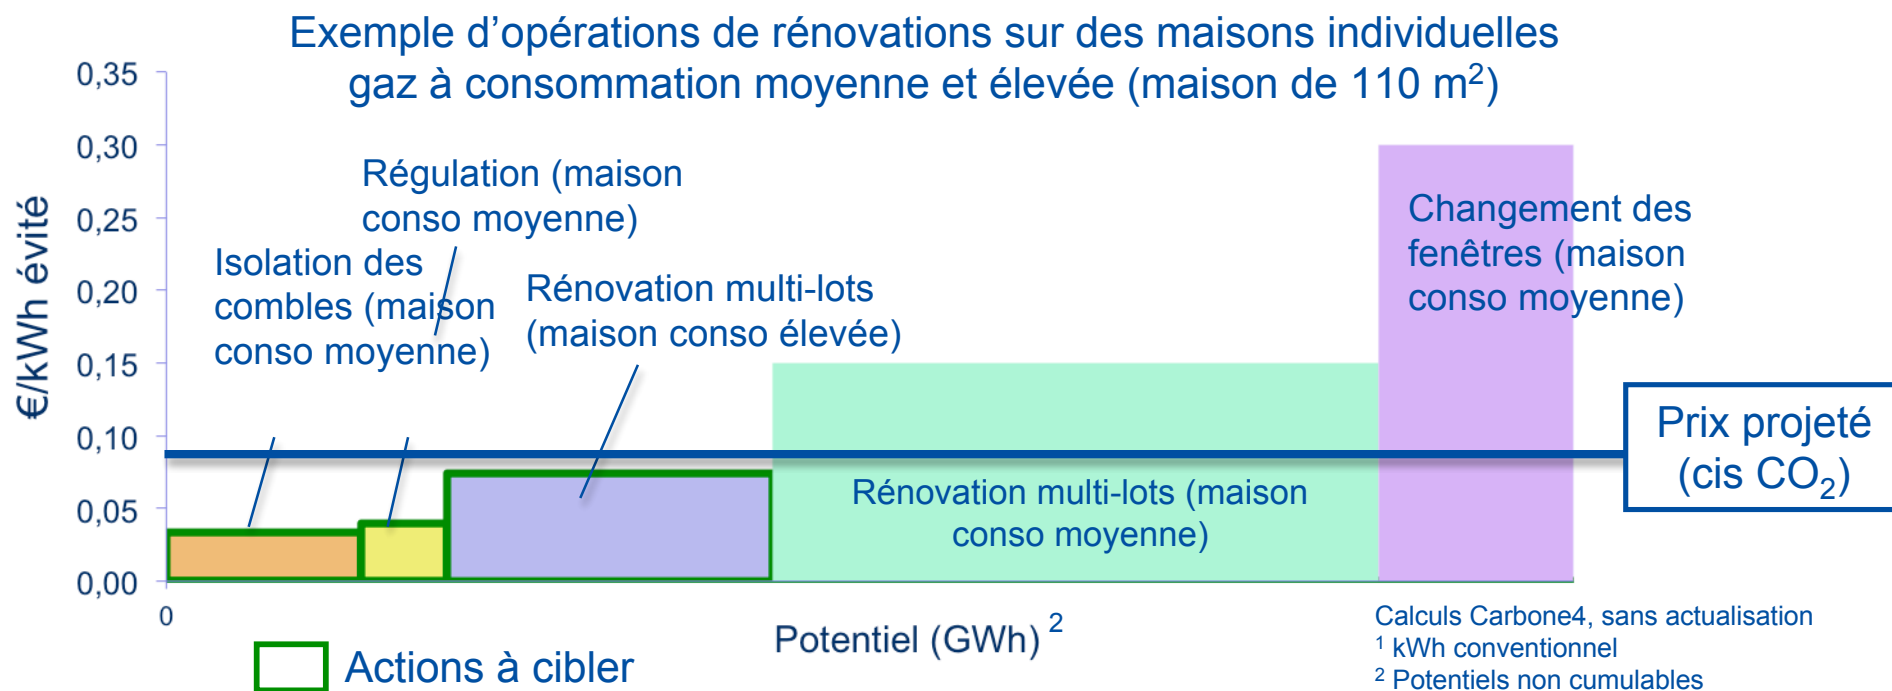 Exemple d’opérations de rénovations sur des maisons individuelles
gaz à consommation moyenne et élevée (maison de 110 m²)
€/kWh évité
0,35
0,30
0,25
0,20
0,15
0,10
0,05
0,00
0
Isolation des
combles (maison
conso moyenne)
Régulation (maison
conso moyenne)
Rénovation multi-lots
(maison conso élevée)
Rénovation multi-lots (maison
conso moyenne)
Changement des
fenêtres (maison
conso moyenne)
Prix projeté
(cis CO₂)
Potentiel (GWh) ²
Actions à cibler
Calculs Carbone4, sans actualisation
¹ kWh conventionnel
² Potentiels non cumulables